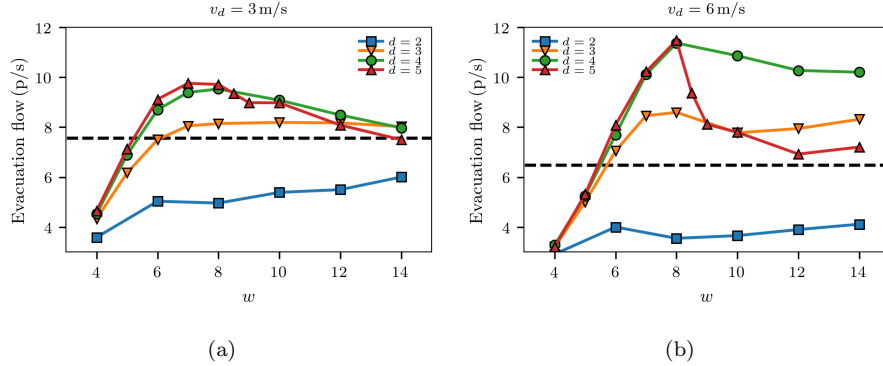 v_d = 3 m/s
Evacuation flow (p/s)
12
10
8
6
4
d = 2
d = 3
d = 4
d = 5
4 6 8 10 12 14
w
(a)
v_d = 6 m/s
Evacuation flow (p/s)
12
10
8
6
4
d = 2
d = 3
d = 4
d = 5
4 6 8 10 12 14
w
(b)